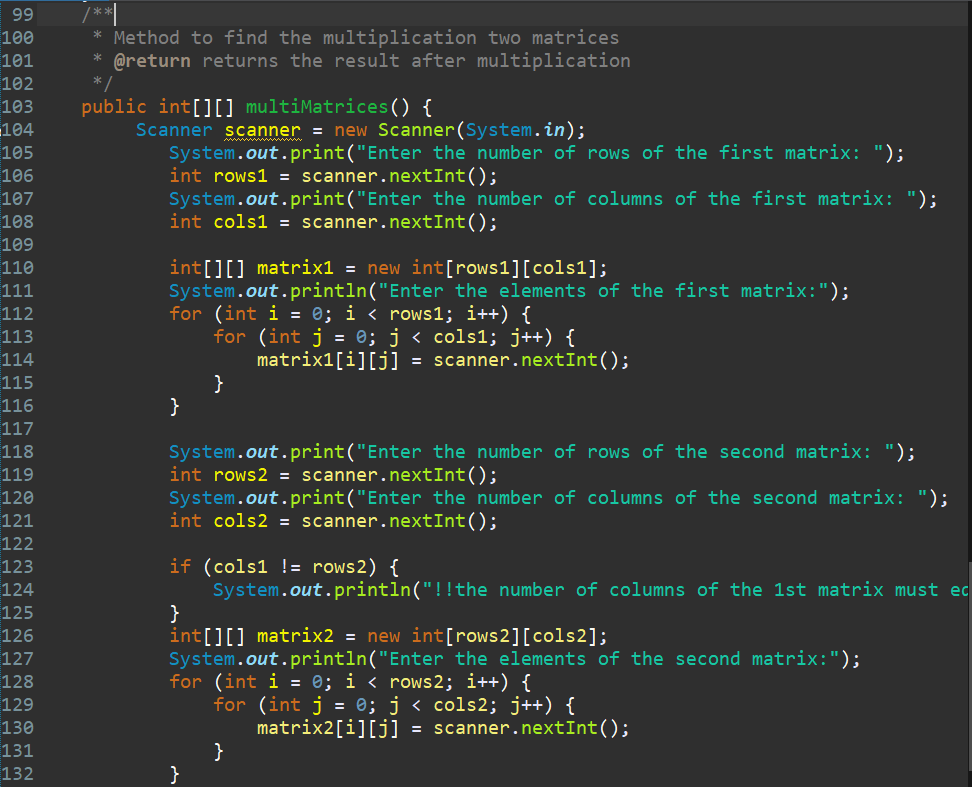 99 /**
100 * Method to find the multiplication two matrices
101 * @return returns the result after multiplication
102 */
103 public int[][] multiMatrices() {
104 Scanner scanner = new Scanner(System.in);
105 System.out.print("Enter the number of rows of the first matrix: ");
106 int rows1 = scanner.nextInt();
107 System.out.print("Enter the number of columns of the first matrix: ");
108 int cols1 = scanner.nextInt();
109
110 int[][] matrix1 = new int[rows1][cols1];
111 System.out.println("Enter the elements of the first matrix:");
112 for (int i = 0; i < rows1; i++) {
113 for (int j = 0; j < cols1; j++) {
114 matrix1[i][j] = scanner.nextInt();
115 }
116 }
117
118 System.out.print("Enter the number of rows of the second matrix: ");
119 int rows2 = scanner.nextInt();
120 System.out.print("Enter the number of columns of the second matrix: ");
121 int cols2 = scanner.nextInt();
122
123 if (cols1 != rows2) {
124 System.out.println("!!the number of columns of the 1st matrix must
125 }
126 int[][] matrix2 = new int[rows2][cols2];
127 System.out.println("Enter the elements of the second matrix:");
128 for (int i = 0; i < rows2; i++) {
129 for (int j = 0; j < cols2; j++) {
130 matrix2[i][j] = scanner.nextInt();
131 }
132 }